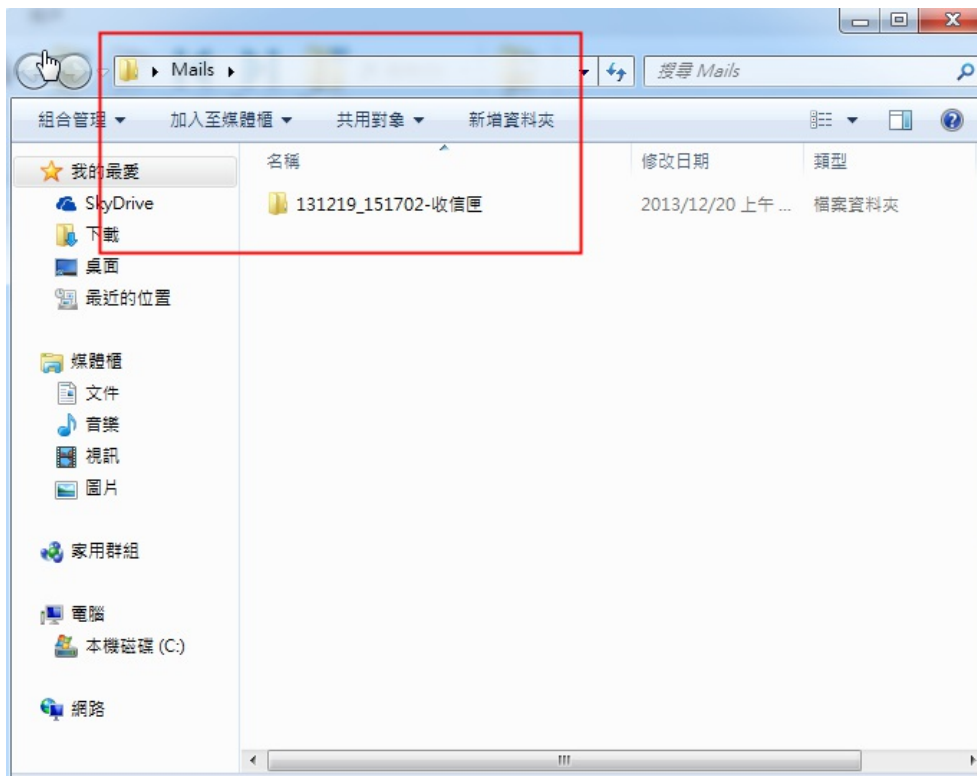 Mails
搜尋 Mails
組合管理 加入至媒體櫃 共用對象 新增資料夾
名稱 修改日期 類型
我的最愛
SkyDrive
131219_151702-收信匣 2013/12/20 上午 ... 檔案資料夾
下載
桌面
最近的位置
媒體櫃
文件
音樂
視訊
圖片
家用群組
電腦
本機磁碟 (C:)
網路